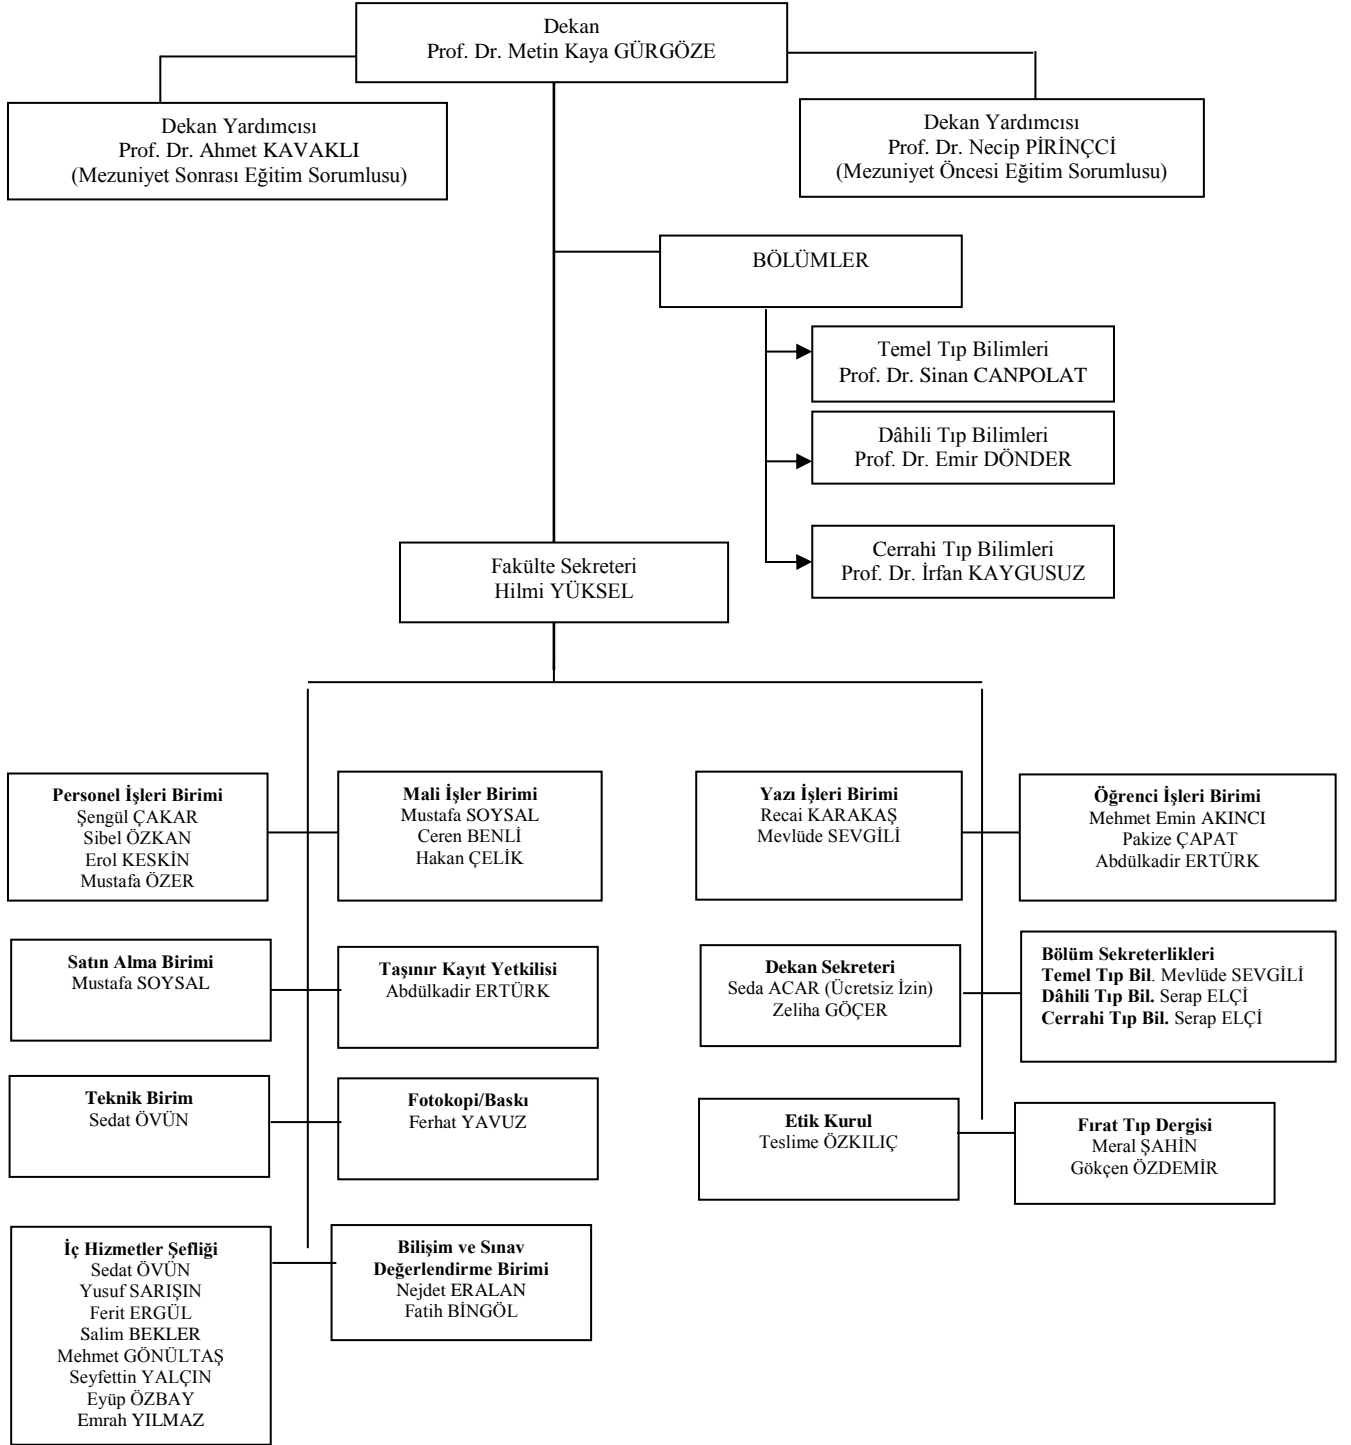 Dekan
Prof. Dr. Metin Kaya GÜRGÖZE
Dekan Yardımcısı
Prof. Dr. Ahmet KAVAKLI
(Mezuniyet Sonrası Eğitim Sorumlusu)
Dekan Yardımcısı
Prof. Dr. Necip PİRİNÇCİ
(Mezuniyet Öncesi Eğitim Sorumlusu)
BÖLÜMLER
Temel Tıp Bilimleri
Prof. Dr. Sinan CANPOLAT
Dâhili Tıp Bilimleri
Prof. Dr. Emir DÖNDER
Cerrahi Tıp Bilimleri
Prof. Dr. İrfan KAYGUSUZ
Fakülte Sekreteri
Hilmi YÜKSEL
Personel İşleri Birimi
Şengül ÇAKAR
Sibel ÖZKAN
Erol KESKİN
Mustafa ÖZER
Mali İşler Birimi
Mustafa SOYSAL
Ceren BENLİ
Hakan ÇELİK
Yazı İşleri Birimi
Recai KARAKAŞ
Mevlüde SEVGİLİ
Öğrenci İşleri Birimi
Mehmet Emin AKINCI
Pakize ÇAPAT
Abdülkadir ERTÜRK
Satın Alma Birimi
Mustafa SOYSAL
Taşınır Kayıt Yetkilisi
Abdülkadir ERTÜRK
Dekan Sekreteri
Seda ACAR (Ücretsiz İzin)
Zeliha GÖÇER
Bölüm Sekreterlikleri
Temel Tıp Bil. Mevlüde SEVGİLİ
Dâhili Tıp Bil. Serap ELÇİ
Cerrahi Tıp Bil. Serap ELÇİ
Teknik Birim
Sedat ÖVÜN
Fotokopi/Baskı
Ferhat YAVUZ
Etik Kurul
Teslime ÖZKILIÇ
Fırat Tıp Dergisi
Meral ŞAHİN
Gökçen ÖZDEMİR
İç Hizmetler Şefliği
Sedat ÖVÜN
Yusuf SARIŞIN
Ferit ERGÜL
Salim BEKLER
Mehmet GÖNÜLTAŞ
Seyfettin YALÇIN
Eyüp ÖZBAY
Emrah YILMAZ
Bilişim ve Sınav
Değerlendirme Birimi
Nejdet ERALAN
Fatih BİNGÖL